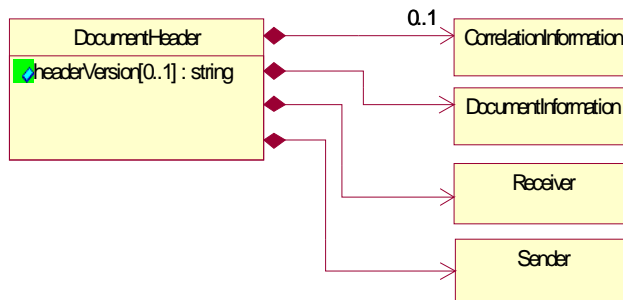 DocumentHeader
headerVersion[0..1] : string
0..1
CorrelationInformation
DocumentInformation
Receiver
Sender